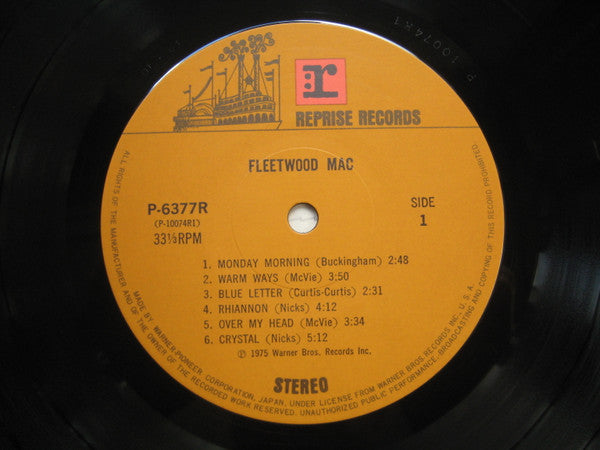 r
REPRISE RECORDS
FLEETWOOD MAC
P-6377R
(P-10074R1)
33⅓RPM
SIDE
1
1. MONDAY MORNING (Buckingham) 2:48
2. WARM WAYS (McVie) 3:50
3. BLUE LETTER (Curtis-Curtis) 2:31
4. RHIANNON (Nicks) 4:12
5. OVER MY HEAD (McVie) 3:34
6. CRYSTAL (Nicks) 5:12
℗ 1975 Warner Bros. Records Inc.
STEREO
ALL RIGHTS OF THE MANUFACTURER AND OF THE OWNER OF THE RECORDED WORK RESERVED. UNAUTHORIZED PUBLIC PERFORMANCE, BROADCASTING AND COPYING OF THIS RECORD PROHIBITED.
MADE BY WARNER-PIONEER CORPORATION, JAPAN, UNDER LICENSE FROM WARNER BROS. RECORDS INC., U.S.A.